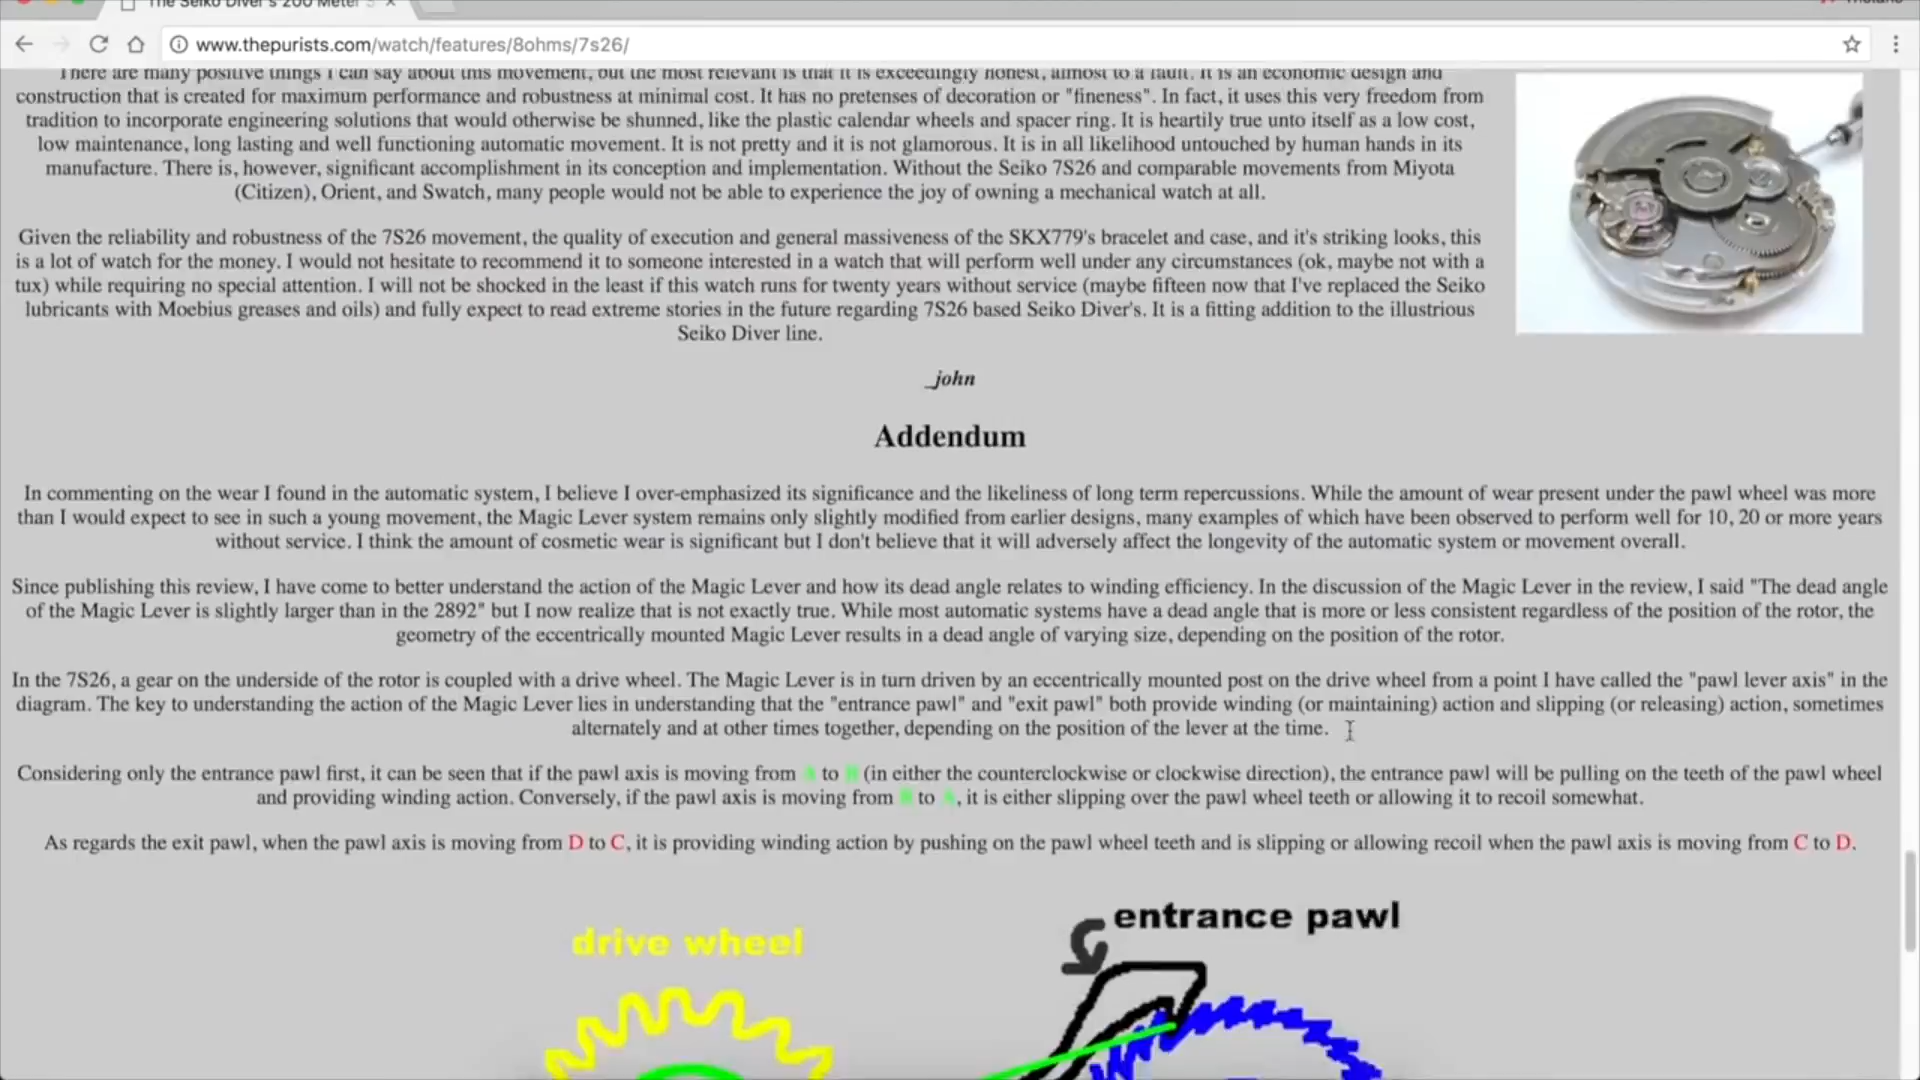 The Seiko Diver's 200 Meter
www.thepurists.com/watch/features/8ohms/7s26/
There are many positive things I can say about this movement, but the most relevant is that it is exceedingly honest, almost to a fault. It is an economic design and
construction that is created for maximum performance and robustness at minimal cost. It has no pretenses of decoration or "fineness". In fact, it uses this very freedom from
tradition to incorporate engineering solutions that would otherwise be shunned, like the plastic calendar wheels and spacer ring. It is heartily true unto itself as a low cost,
low maintenance, long lasting and well functioning automatic movement. It is not pretty and it is not glamorous. It is in all likelihood untouched by human hands in its
manufacture. There is, however, significant accomplishment in its conception and implementation. Without the Seiko 7S26 and comparable movements from Miyota
(Citizen), Orient, and Swatch, many people would not be able to experience the joy of owning a mechanical watch at all.
Given the reliability and robustness of the 7S26 movement, the quality of execution and general massiveness of the SKX779's bracelet and case, and it's striking looks, this
is a lot of watch for the money. I would not hesitate to recommend it to someone interested in a watch that will perform well under any circumstances (ok, maybe not with a
tux) while requiring no special attention. I will not be shocked in the least if this watch runs for twenty years without service (maybe fifteen now that I've replaced the Seiko
lubricants with Moebius greases and oils) and fully expect to read extreme stories in the future regarding 7S26 based Seiko Diver's. It is a fitting addition to the illustrious
Seiko Diver line.
_john
Addendum
In commenting on the wear I found in the automatic system, I believe I over-emphasized its significance and the likeliness of long term repercussions. While the amount of wear present under the pawl wheel was more
than I would expect to see in such a young movement, the Magic Lever system remains only slightly modified from earlier designs, many examples of which have been observed to perform well for 10, 20 or more years
without service. I think the amount of cosmetic wear is significant but I don't believe that it will adversely affect the longevity of the automatic system or movement overall.
Since publishing this review, I have come to better understand the action of the Magic Lever and how its dead angle relates to winding efficiency. In the discussion of the Magic Lever in the review, I said "The dead angle
of the Magic Lever is slightly larger than in the 2892" but I now realize that is not exactly true. While most automatic systems have a dead angle that is more or less consistent regardless of the position of the rotor, the
geometry of the eccentrically mounted Magic Lever results in a dead angle of varying size, depending on the position of the rotor.
In the 7S26, a gear on the underside of the rotor is coupled with a drive wheel. The Magic Lever is in turn driven by an eccentrically mounted post on the drive wheel from a point I have called the "pawl lever axis" in the
diagram. The key to understanding the action of the Magic Lever lies in understanding that the "entrance pawl" and "exit pawl" both provide winding (or maintaining) action and slipping (or releasing) action, sometimes
alternately and at other times together, depending on the position of the lever at the time.
Considering only the entrance pawl first, it can be seen that if the pawl axis is moving from A to B (in either the counterclockwise or clockwise direction), the entrance pawl will be pulling on the teeth of the pawl wheel
and providing winding action. Conversely, if the pawl axis is moving from B to A, it is either slipping over the pawl wheel teeth or allowing it to recoil somewhat.
As regards the exit pawl, when the pawl axis is moving from D to C, it is providing winding action by pushing on the pawl wheel teeth and is slipping or allowing recoil when the pawl axis is moving from C to D.
entrance pawl
drive wheel